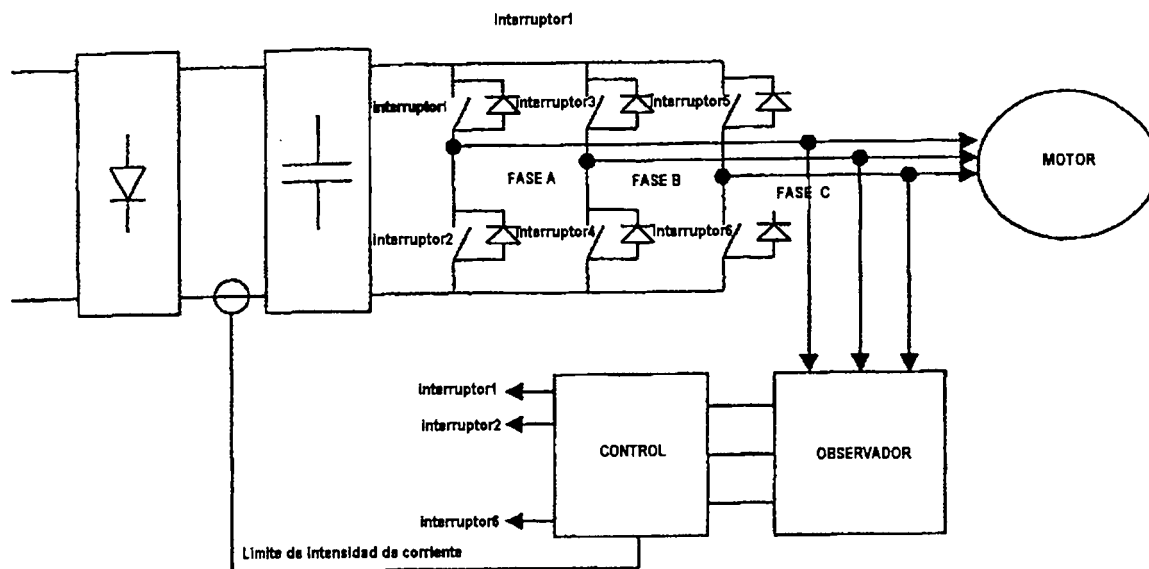 Interruptor1
interruptor1
Interruptor3
Interruptor5
MOTOR
FASE A
FASE B
FASE C
interruptor2
Interruptor4
Interruptor6
interruptor1
interruptor2
CONTROL
OBSERVADOR
interruptor6
Límite de intensidad de corriente